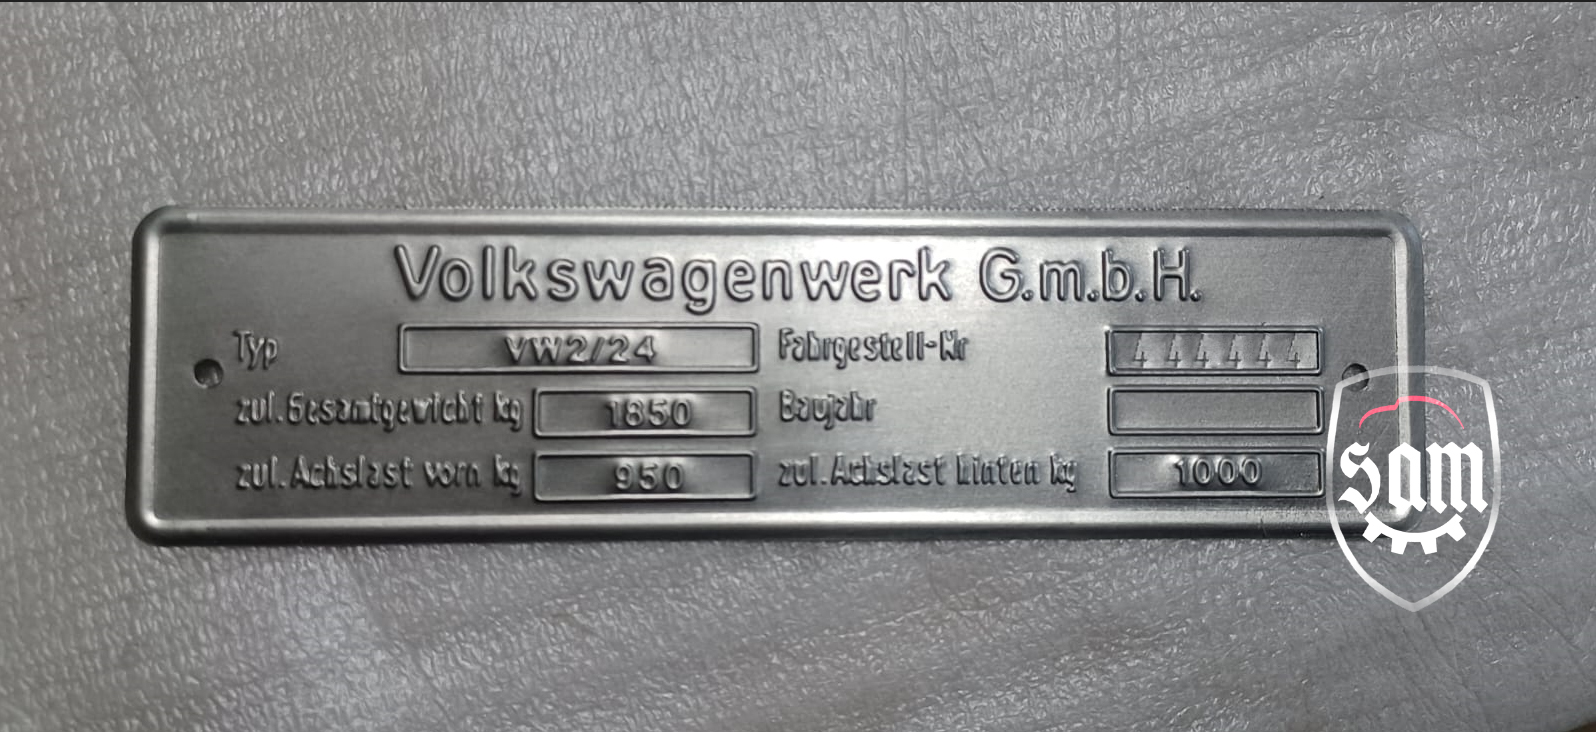 Volkswagenwerk G.m.b.H.
Typ VW2/24 Fahrgestell-Nr 444444
zul. Gesamtgewicht kg 1850 Baujahr
zul. Achslast vorn kg 950 zul. Achslast hinten kg 1000
sam